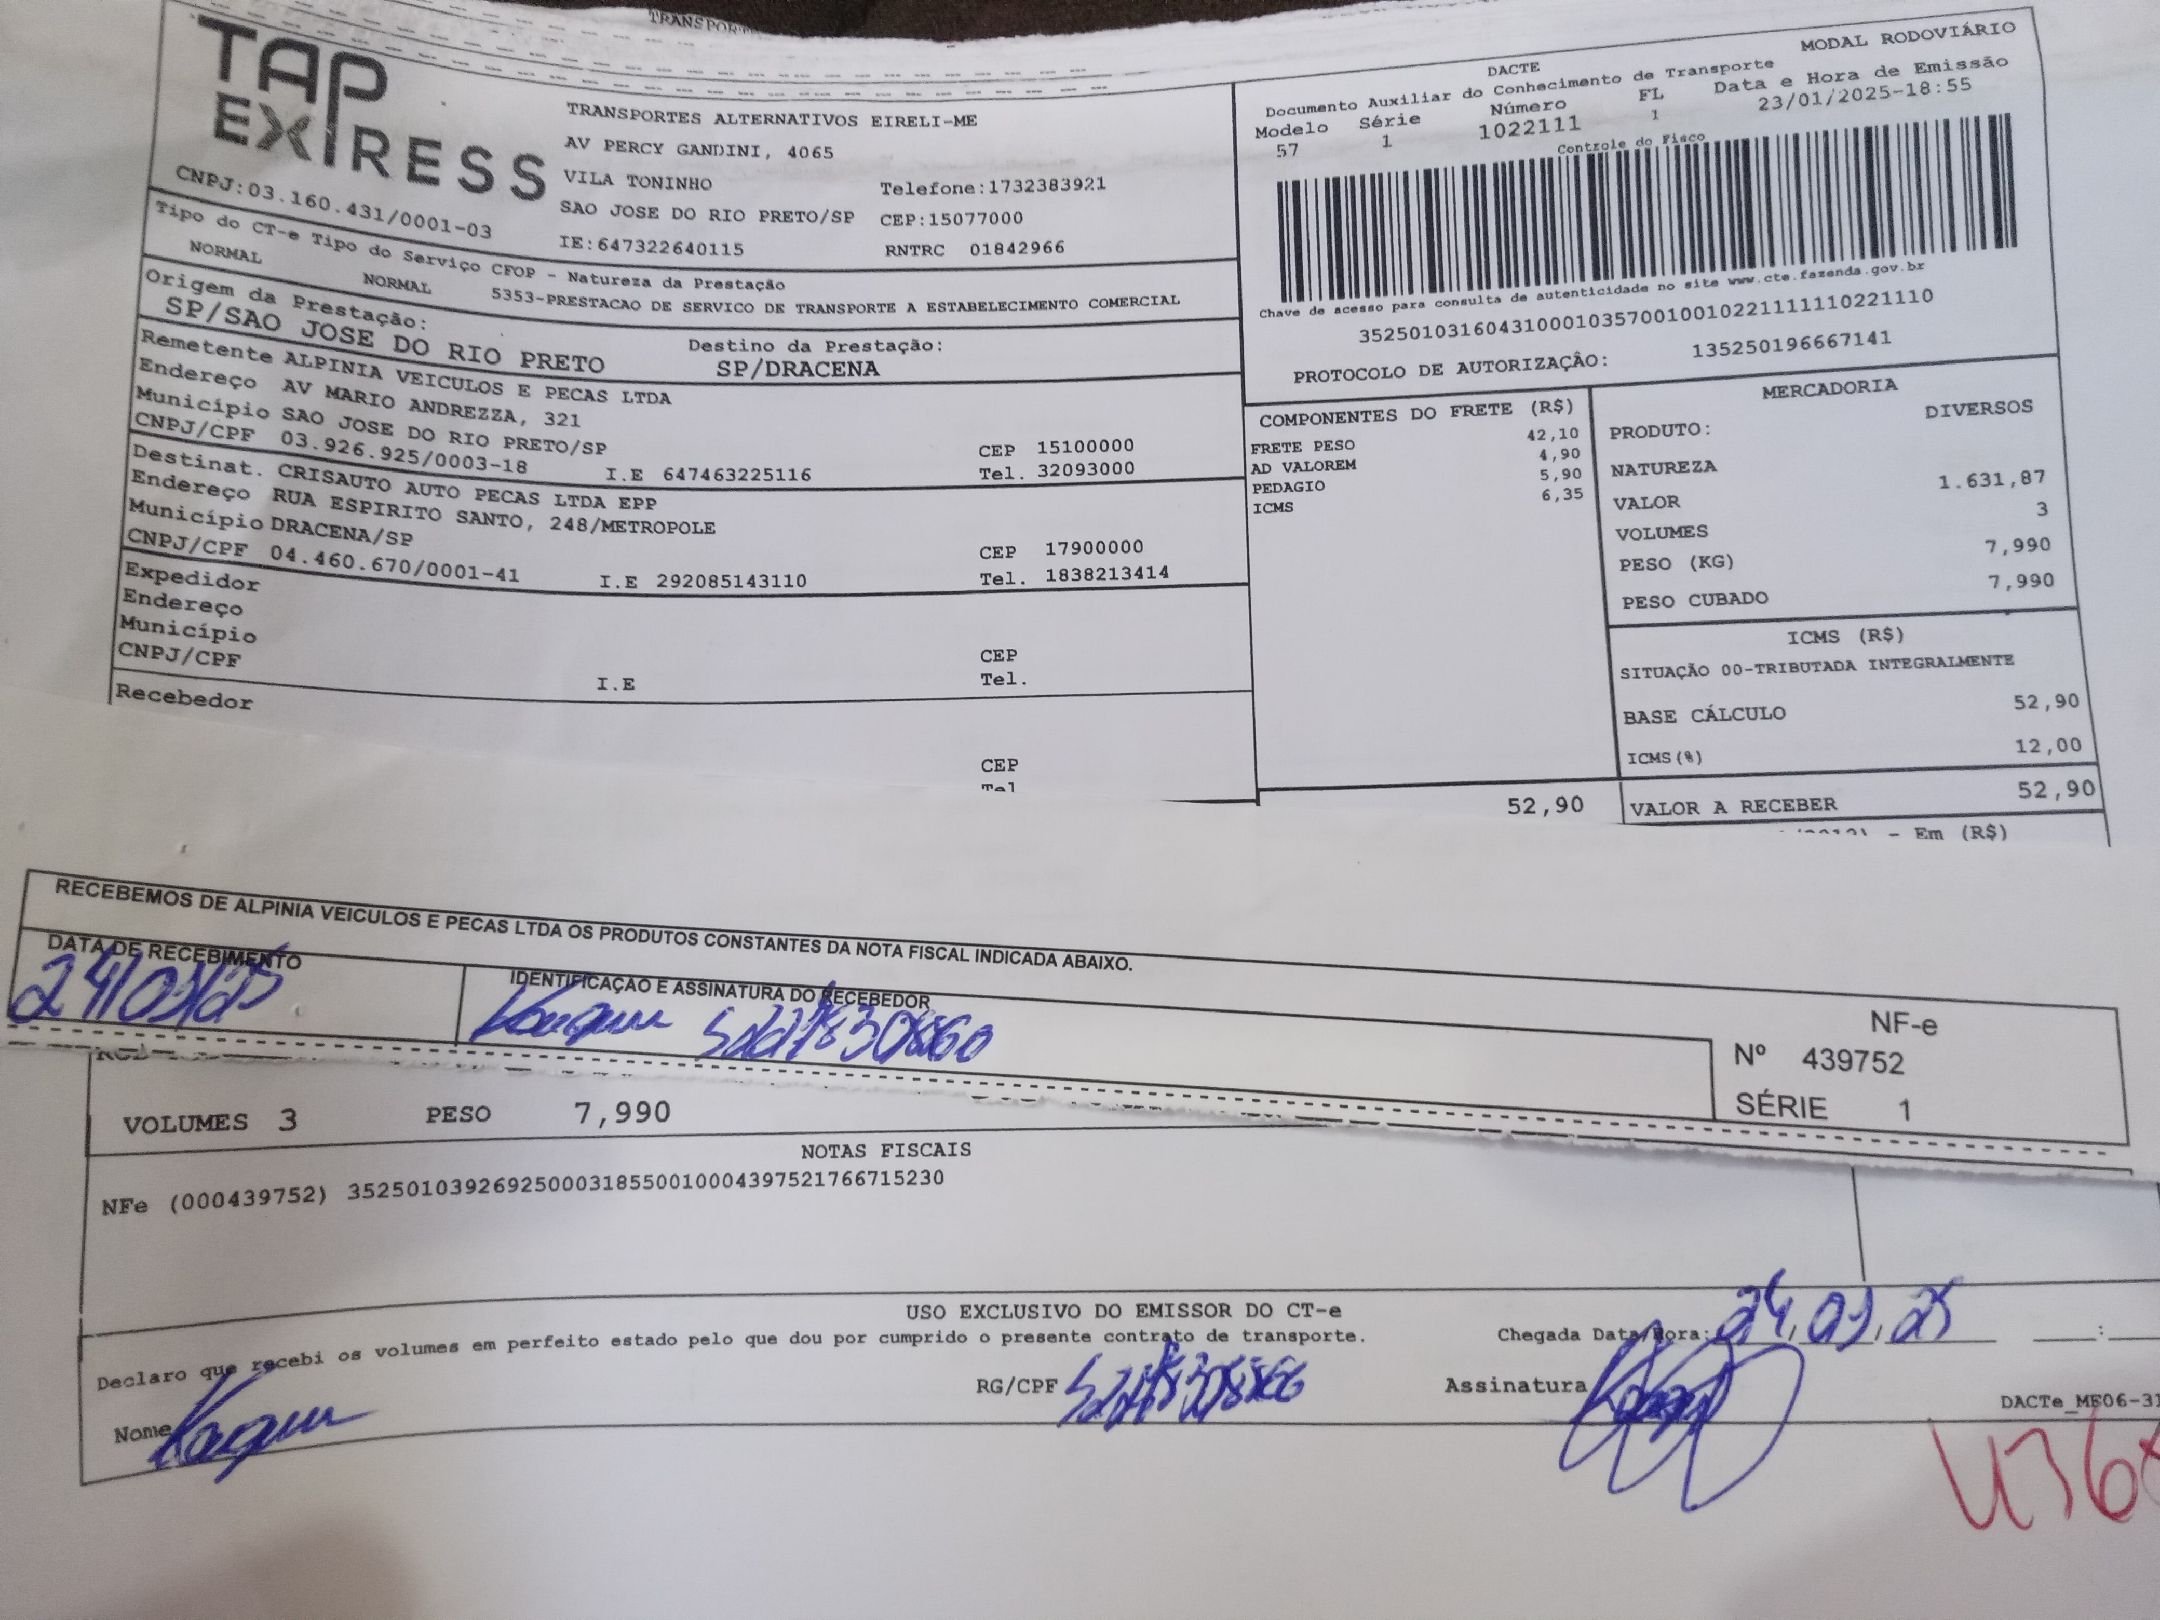 TAP
EXPRESS
TRANSPORTES ALTERNATIVOS EIRELI-ME
AV PERCY GANDINI, 4065
VILA TONINHO Telefone:1732383921
SAO JOSE DO RIO PRETO/SP CEP:15077000
CNPJ:03.160.431/0001-03 IE:647322640115 RNTRC 01842966
MODAL RODOVIÁRIO
DACTE
Documento Auxiliar do Conhecimento de Transporte
Modelo Série Número FL Data e Hora de Emissão
57 1 1022111 1 23/01/2025-18:55
Controle do Fisco
Chave de acesso para consulta de autenticidade no site www.cte.fazenda.gov.br
35250103160431000103570010010221111110221110
PROTOCOLO DE AUTORIZAÇÂO: 135250196667141
Tipo do CT-e Tipo do Serviço CFOP - Natureza da Prestação
NORMAL NORMAL 5353-PRESTACAO DE SERVICO DE TRANSPORTE A ESTABELECIMENTO COMERCIAL
Origem da Prestação: Destino da Prestação:
SP/SAO JOSE DO RIO PRETO SP/DRACENA
Remetente ALPINIA VEICULOS E PECAS LTDA
Endereço AV MARIO ANDREZZA, 321
Município SAO JOSE DO RIO PRETO/SP CEP 15100000
CNPJ/CPF 03.926.925/0003-18 I.E 647463225116 Tel. 32093000
Destinat. CRISAUTO AUTO PECAS LTDA EPP
Endereço RUA ESPIRITO SANTO, 248/METROPOLE
Município DRACENA/SP CEP 17900000
CNPJ/CPF 04.460.670/0001-41 I.E 292085143110 Tel. 1838213414
Expedidor
Endereço
Município CEP
CNPJ/CPF I.E Tel.
Recebedor
CEP
Tel
COMPONENTES DO FRETE (R$)
FRETE PESO 42,10
AD VALOREM 4,90
PEDAGIO 5,90
ICMS 6,35
52,90
MERCADORIA
PRODUTO: DIVERSOS
NATUREZA
VALOR 1.631,87
VOLUMES 3
PESO (KG) 7,990
PESO CUBADO 7,990
ICMS (R$)
SITUAÇÃO 00-TRIBUTADA INTEGRALMENTE
BASE CÁLCULO 52,90
ICMS(%) 12,00
VALOR A RECEBER 52,90
- Em (R$)
RECEBEMOS DE ALPINIA VEICULOS E PECAS LTDA OS PRODUTOS CONSTANTES DA NOTA FISCAL INDICADA ABAIXO.
DATA DE RECEBIMENTO IDENTIFICAÇÃO E ASSINATURA DO RECEBEDOR
24/01/25
NF-e
Nº 439752
SÉRIE 1
VOLUMES 3 PESO 7,990
NOTAS FISCAIS
NFe (000439752) 35250103926925000318550010004397521766715230
USO EXCLUSIVO DO EMISSOR DO CT-e
Declaro que recebi os volumes em perfeito estado pelo que dou por cumprido o presente contrato de transporte. Chegada Data/Hora: 24/01/25 :
Nome RG/CPF Assinatura
DACTe_ME06-31